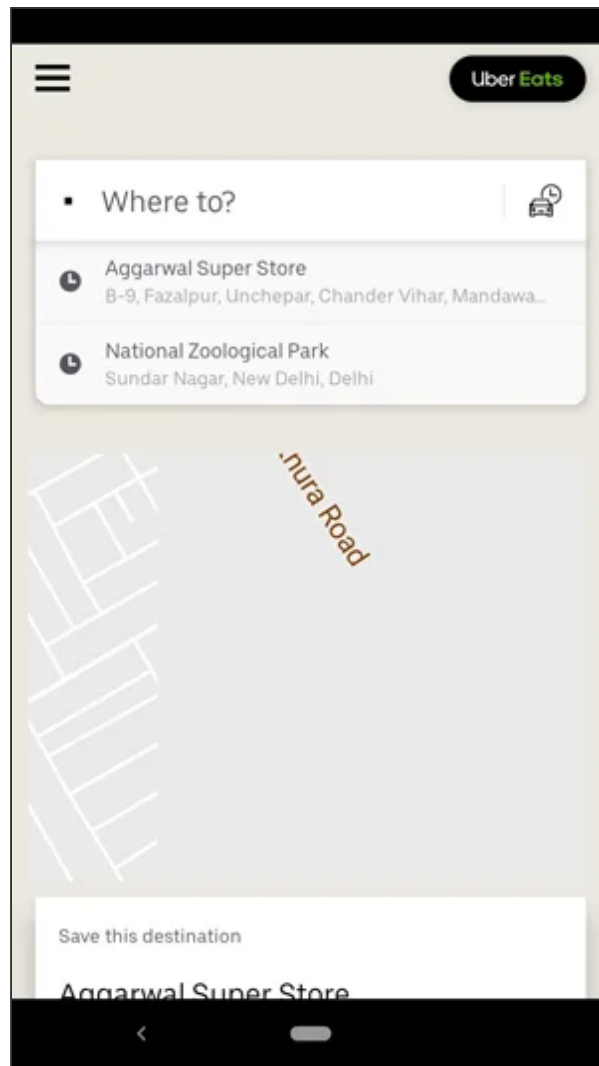 Uber Eats
Where to?
Aggarwal Super Store
B-9, Fazalpur, Unchepar, Chander Vihar, Mandawa...
National Zoological Park
Sundar Nagar, New Delhi, Delhi
Road
Save this destination
Aggarwal Super Store